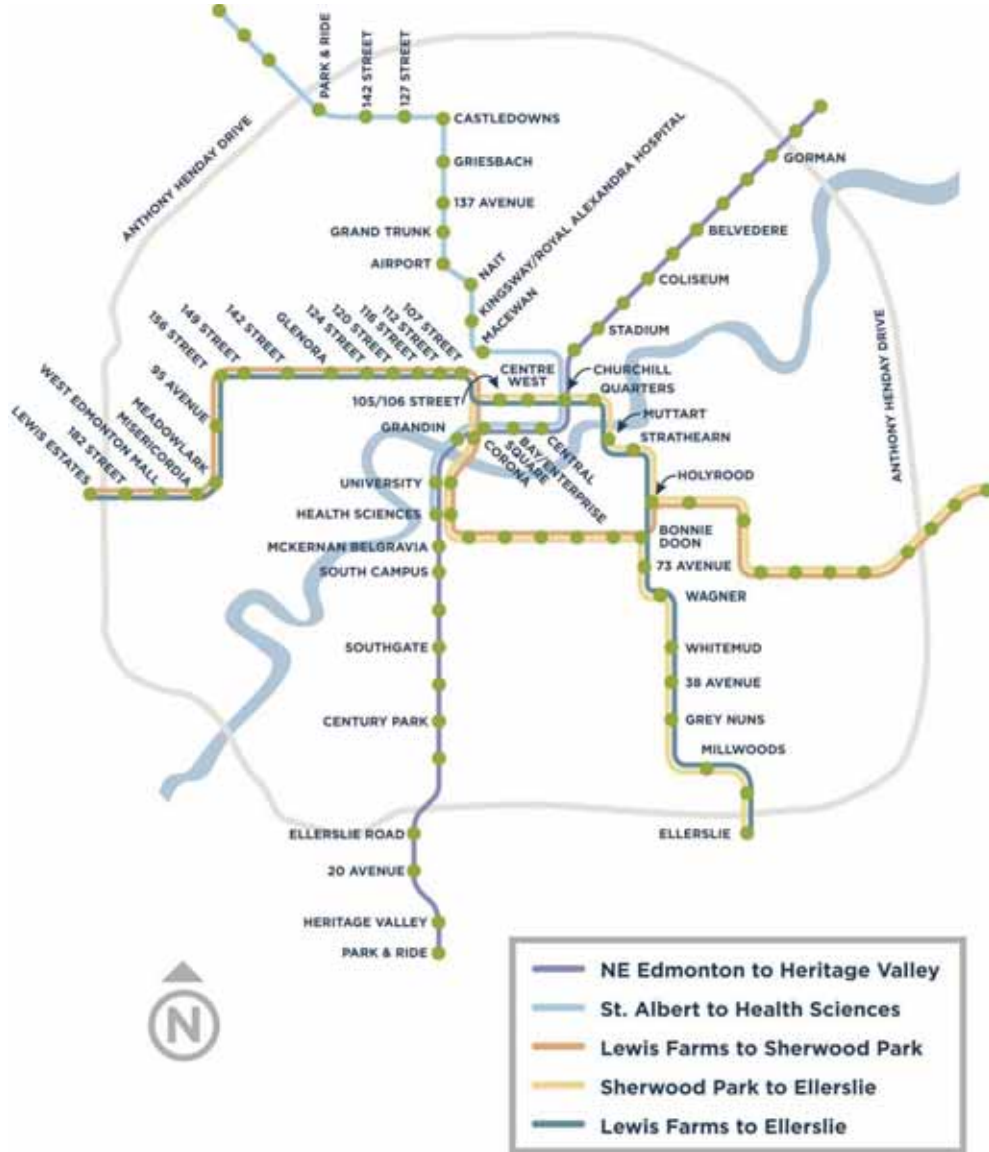 PARK & RIDE
142 STREET
127 STREET
CASTLEDOWNS
GRIESBACH
137 AVENUE
GRAND TRUNK
AIRPORT
NAIT
KINGSWAY/ROYAL ALEXANDRA HOSPITAL
MACEWAN
ANTHONY HENDAY DRIVE
GORMAN
BELVEDERE
COLISEUM
STADIUM
CHURCHILL
QUARTERS
MUTTART
STRATHEARN
HOLYROOD
ANTHONY HENDAY DRIVE
LEWIS ESTATES
182 STREET
WEST EDMONTON MALL
MISERICORDIA
MEADOWLARK
95 AVENUE
156 STREET
149 STREET
142 STREET
GLENORA
124 STREET
120 STREET
116 STREET
112 STREET
107 STREET
105/106 STREET
CENTRE
WEST
GRANDIN
CORONA
BAY/ENTERPRISE
SQUARE
CENTRAL
UNIVERSITY
HEALTH SCIENCES
MCKERNAN BELGRAVIA
SOUTH CAMPUS
SOUTHGATE
CENTURY PARK
ELLERSLIE ROAD
20 AVENUE
HERITAGE VALLEY
PARK & RIDE
BONNIE
DOON
73 AVENUE
WAGNER
WHITEMUD
38 AVENUE
GREY NUNS
MILLWOODS
ELLERSLIE
N
NE Edmonton to Heritage Valley
St. Albert to Health Sciences
Lewis Farms to Sherwood Park
Sherwood Park to Ellerslie
Lewis Farms to Ellerslie